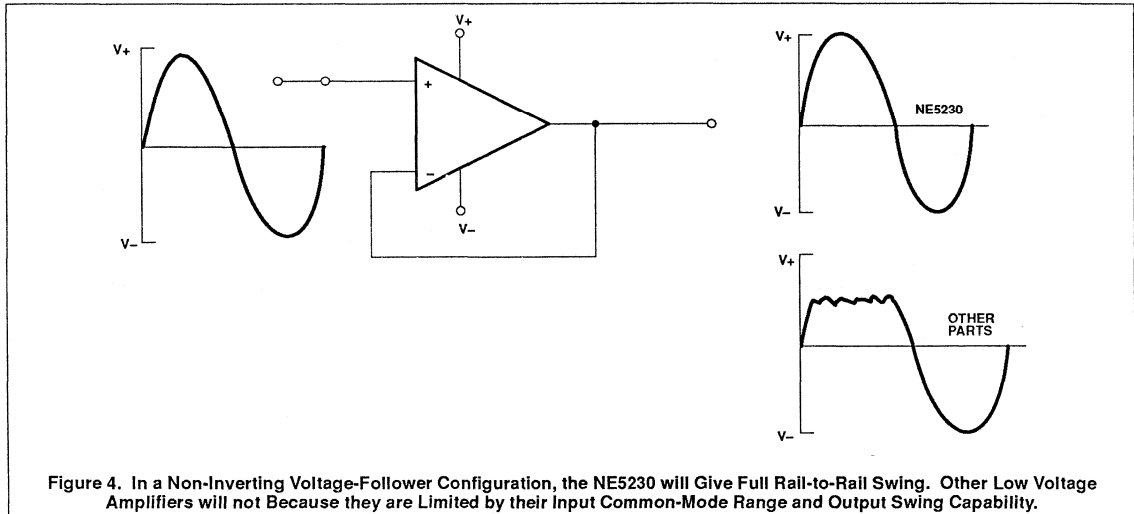 V+
V–
+
–
V+
V–
V+
NE5230
V–
V+
OTHER
PARTS
V–
Figure 4. In a Non-Inverting Voltage-Follower Configuration, the NE5230 will Give Full Rail-to-Rail Swing. Other Low Voltage
Amplifiers will not Because they are Limited by their Input Common-Mode Range and Output Swing Capability.